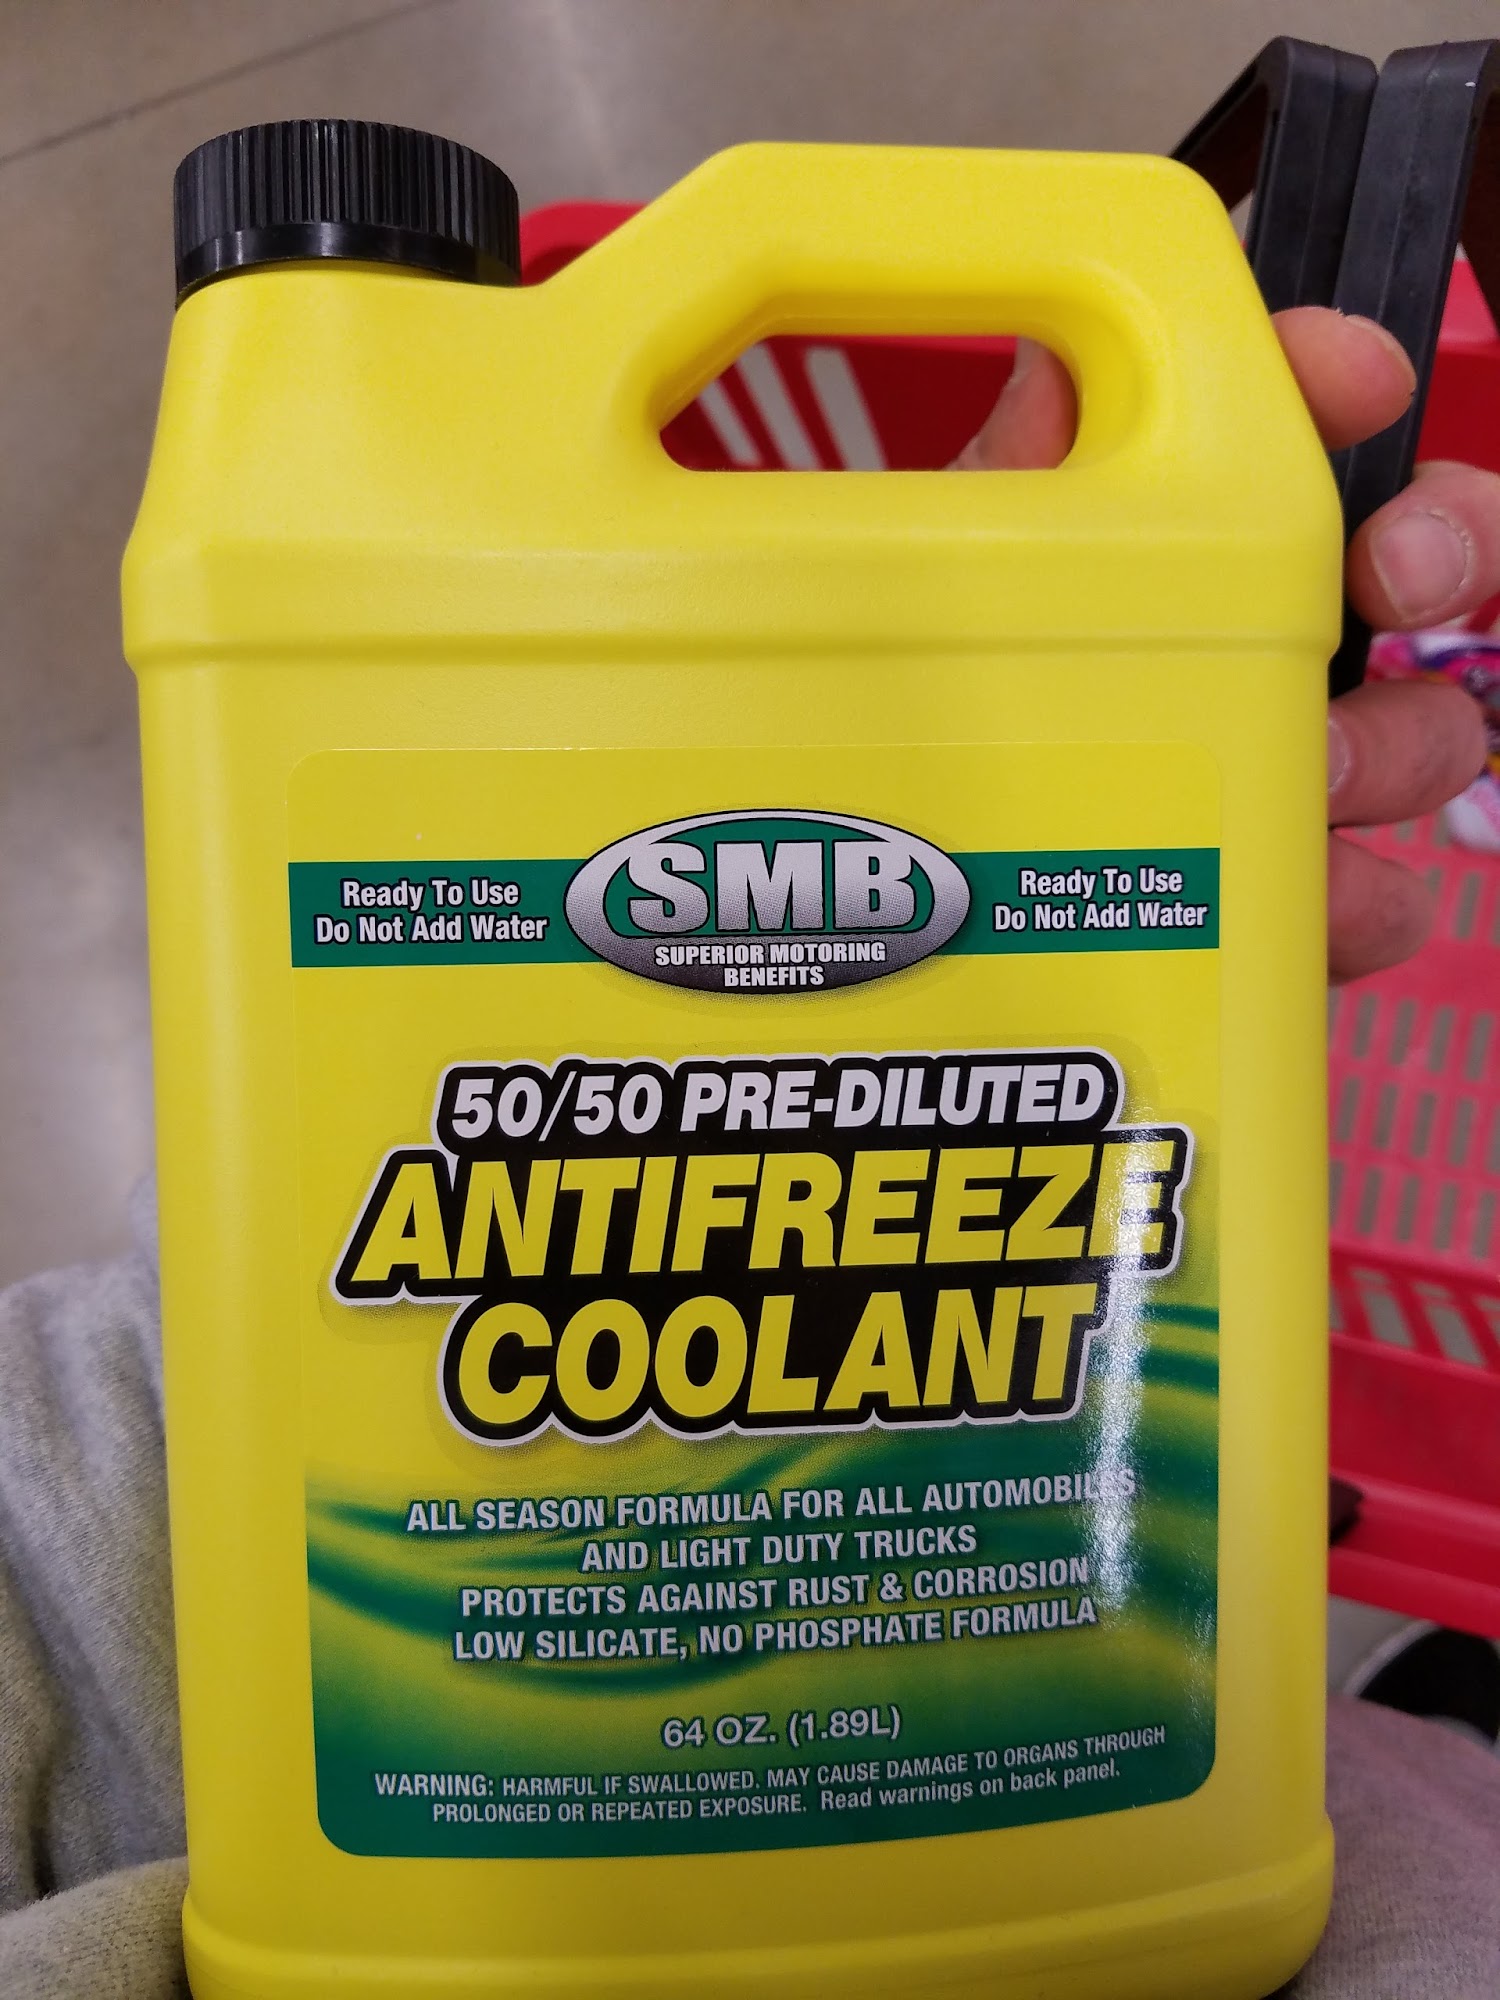 Ready To Use
Do Not Add Water
SMB
SUPERIOR MOTORING
BENEFITS
Ready To Use
Do Not Add Water
50/50 PRE-DILUTED
ANTIFREEZE
COOLANT
ALL SEASON FORMULA FOR ALL AUTOMOBILES
AND LIGHT DUTY TRUCKS
PROTECTS AGAINST RUST & CORROSION
LOW SILICATE, NO PHOSPHATE FORMULA
64 OZ. (1.89L)
WARNING: HARMFUL IF SWALLOWED. MAY CAUSE DAMAGE TO ORGANS THROUGH
PROLONGED OR REPEATED EXPOSURE. Read warnings on back panel.